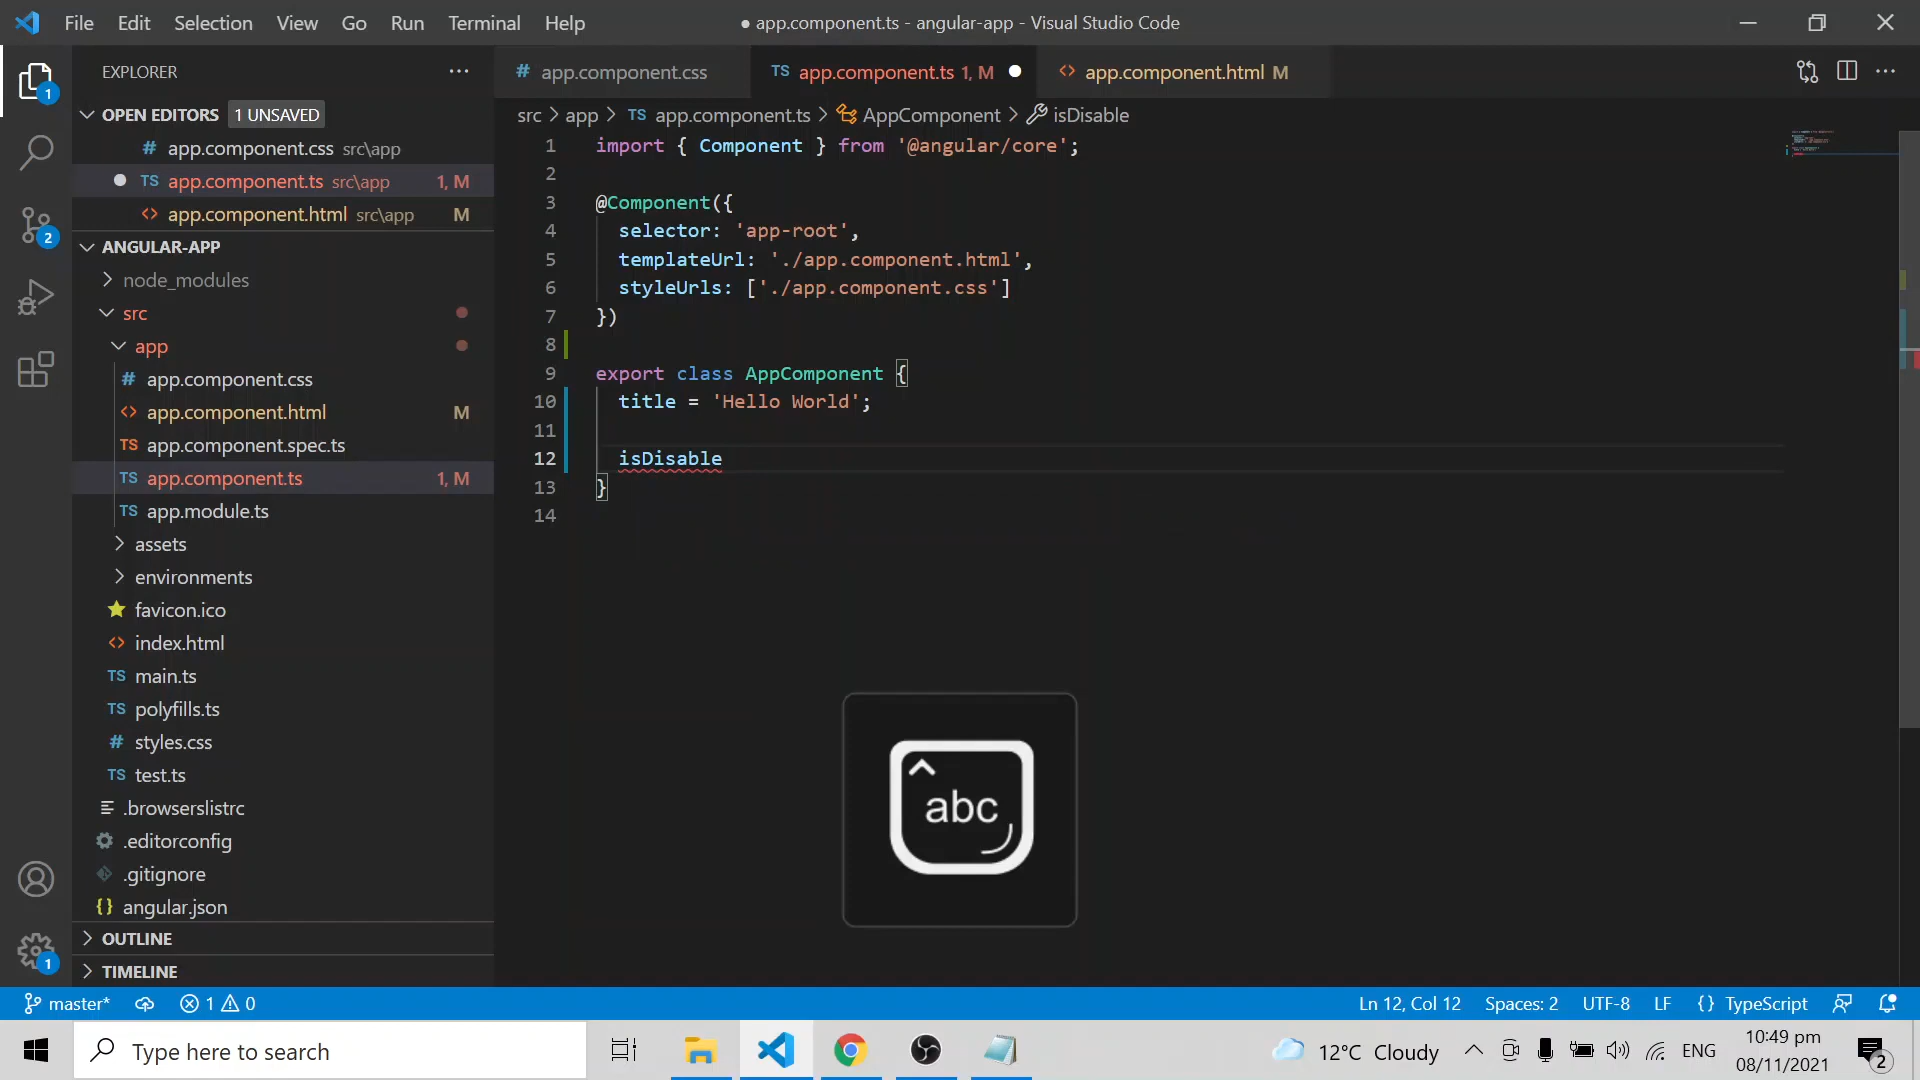 File Edit Selection View Go Run Terminal Help
● app.component.ts - angular-app - Visual Studio Code
EXPLORER
OPEN EDITORS 1 UNSAVED
# app.component.css src\app
TS app.component.ts src\app 1, M
<> app.component.html src\app M
ANGULAR-APP
node_modules
src
app
# app.component.css
<> app.component.html M
TS app.component.spec.ts
TS app.component.ts 1, M
TS app.module.ts
assets
environments
favicon.ico
<> index.html
TS main.ts
TS polyfills.ts
# styles.css
TS test.ts
.browserslistrc
.editorconfig
.gitignore
{} angular.json
OUTLINE
TIMELINE
1
2
1
# app.component.css TS app.component.ts 1, M <> app.component.html M
src > app > TS app.component.ts > AppComponent > isDisable
1 import { Component } from '@angular/core';
2
3 @Component({
4 selector: 'app-root',
5 templateUrl: './app.component.html',
6 styleUrls: ['./app.component.css']
7 })
8
9 export class AppComponent {
10 title = 'Hello World';
11
12 isDisable
13 }
14
abc
master* 1 0 Ln 12, Col 12 Spaces: 2 UTF-8 LF {} TypeScript
Type here to search
12°C Cloudy ENG
10:49 pm
08/11/2021
2